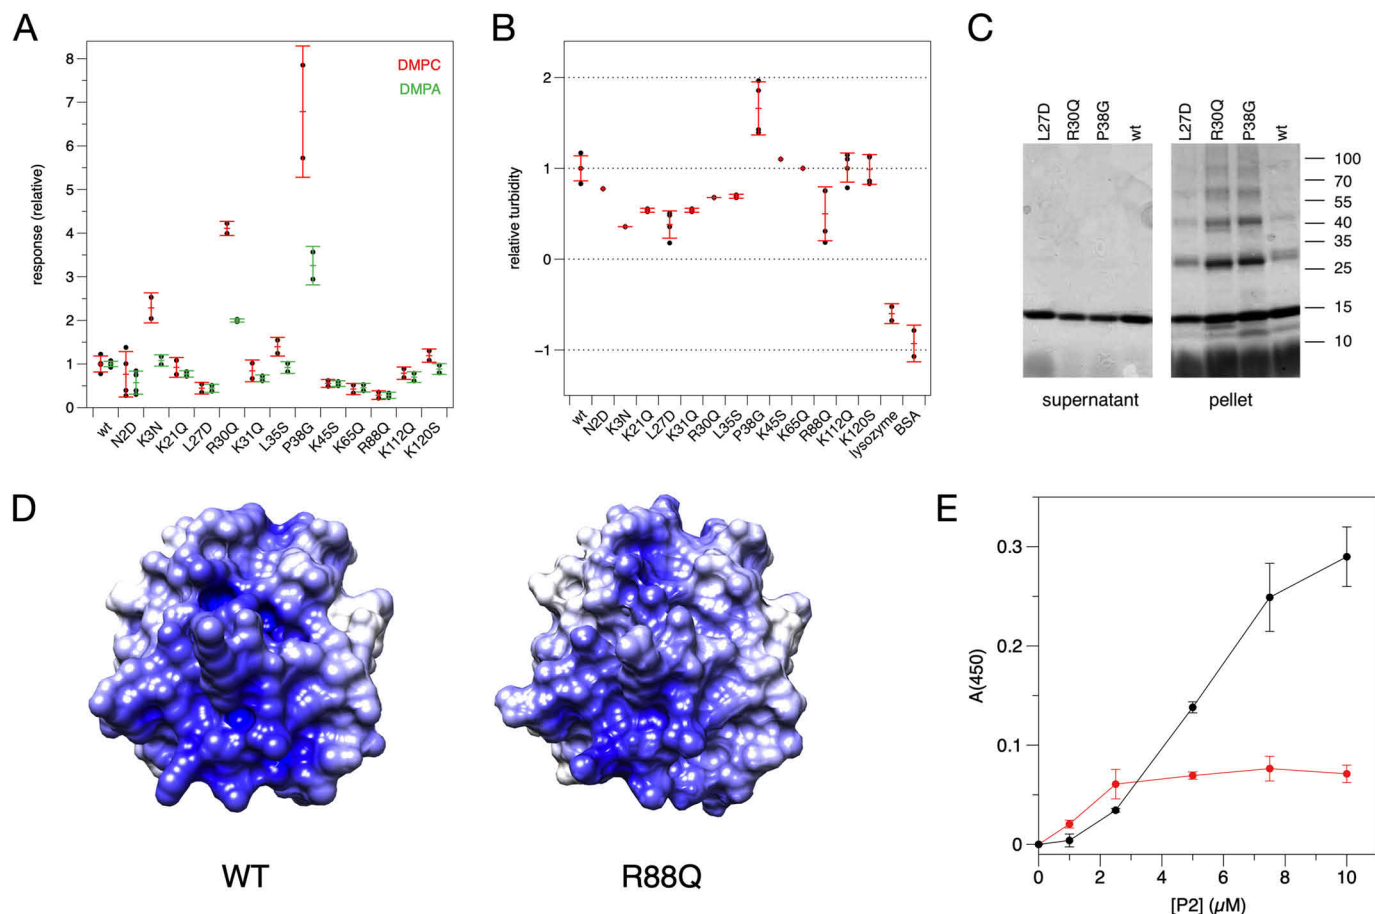 A
response (relative)
8
7
6
5
4
3
2
1
0
DMPC
DMPA
wt
N2D
K3N
K21Q
L27D
R30Q
K31Q
L35S
P38G
K45S
K65Q
R88Q
K112Q
K120S
B
relative turbidity
2
1
0
−1
wt
N2D
K3N
K21Q
L27D
K31Q
R30Q
L35S
P38G
K45S
K65Q
R88Q
K112Q
K120S
lysozyme
BSA
C
L27D
R30Q
P38G
wt
L27D
R30Q
P38G
wt
100
70
55
40
35
25
15
10
supernatant
pellet
D
WT
R88Q
E
A(450)
0.3
0.2
0.1
0
0
2
4
6
8
10
[P2] (µM)